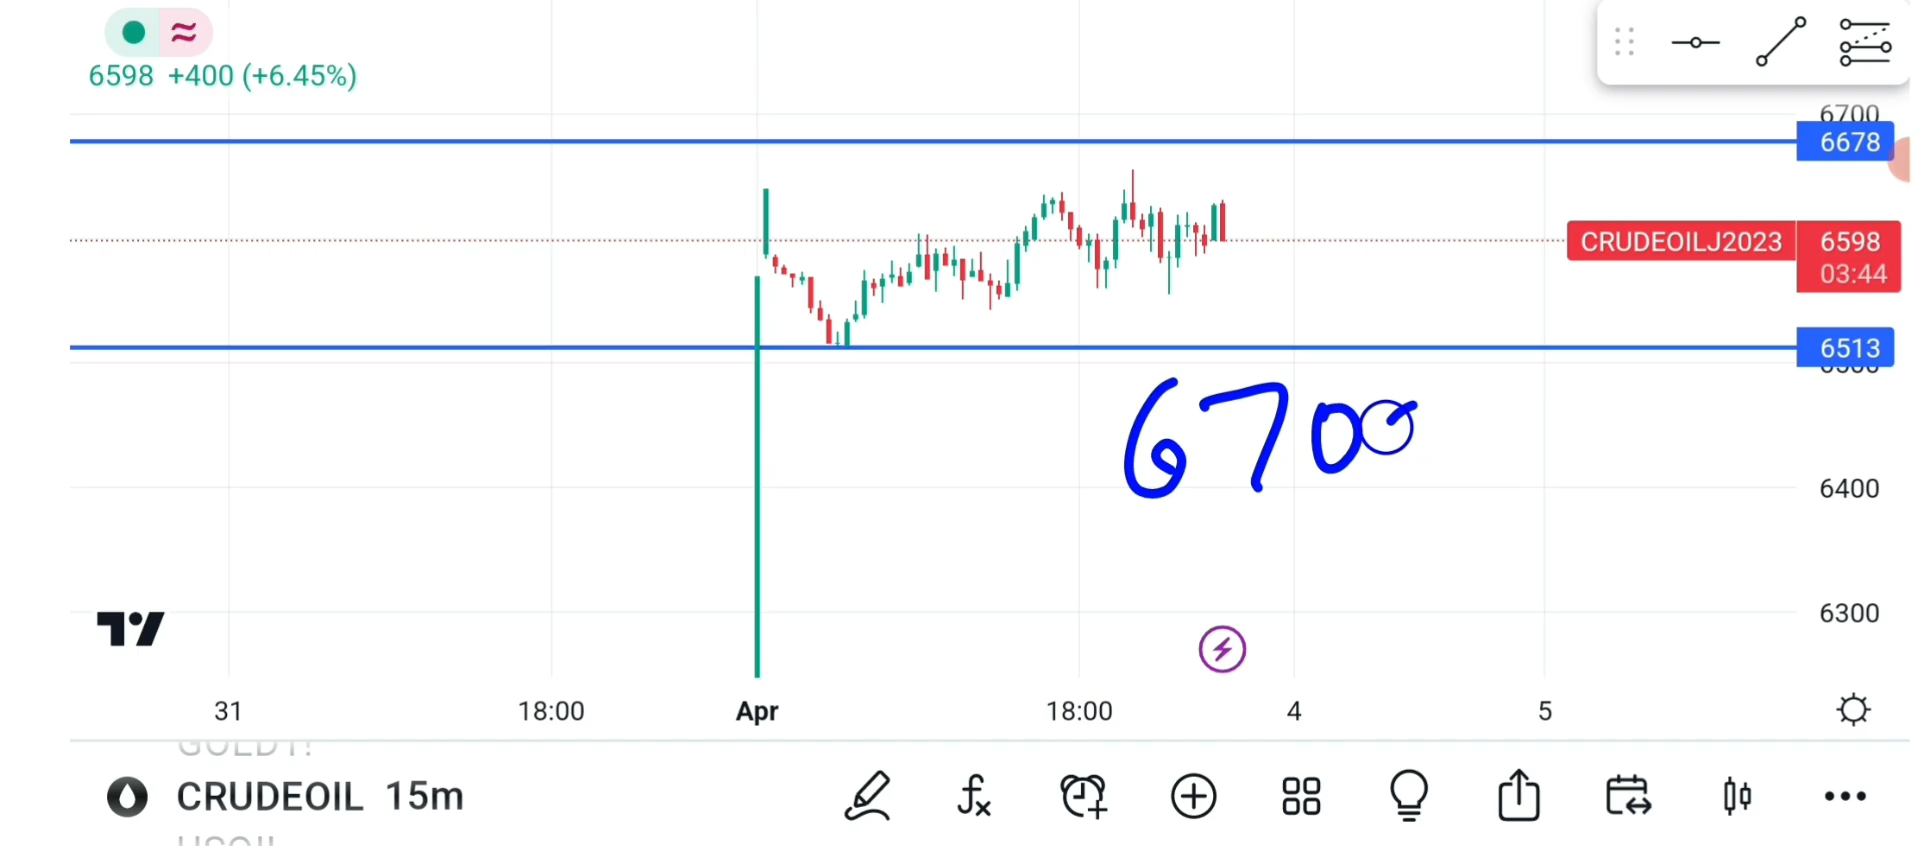 6598 +400 (+6.45%)
6700
6678
CRUDEOILJ2023 6598
03:44
6513
6700
6400
6300
31 18:00 Apr 18:00 4 5
CRUDEOIL 15m